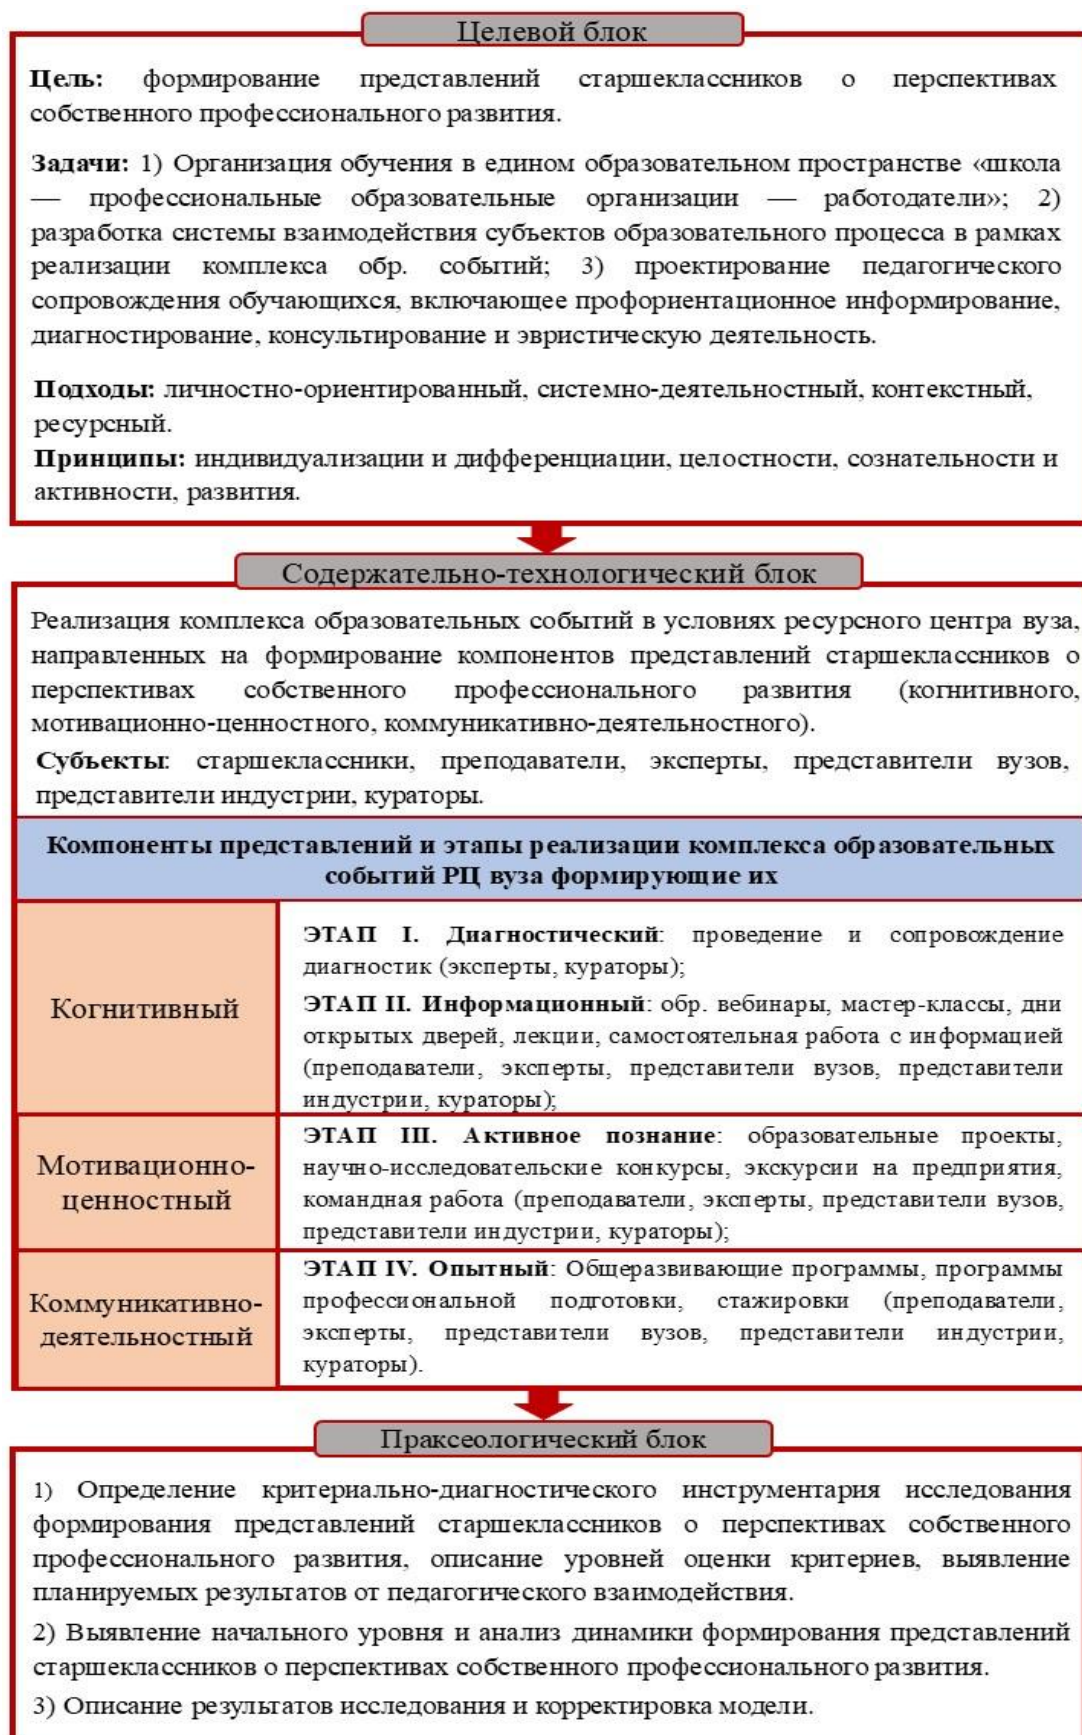 Целевой блок
Цель: формирование представлений старшеклассников о перспективах
собственного профессионального развития.
Задачи: 1) Организация обучения в едином образовательном пространстве «школа
— профессиональные образовательные организации — работодатели»; 2)
разработка системы взаимодействия субъектов образовательного процесса в рамках
реализации комплекса обр. событий; 3) проектирование педагогического
сопровождения обучающихся, включающее профориентационное информирование,
диагностирование, консультирование и эвристическую деятельность.
Подходы: личностно-ориентированный, системно-деятельностный, контекстный,
ресурсный.
Принципы: индивидуализации и дифференциации, целостности, сознательности и
активности, развития.
Содержательно-технологический блок
Реализация комплекса образовательных событий в условиях ресурсного центра вуза,
направленных на формирование компонентов представлений старшеклассников о
перспективах собственного профессионального развития (когнитивного,
мотивационно-ценностного, коммуникативно-деятельностного).
Субъекты: старшеклассники, преподаватели, эксперты, представители вузов,
представители индустрии, кураторы.
Компоненты представлений и этапы реализации комплекса образовательных
событий РЦ вуза формирующие их
Когнитивный
ЭТАП I. Диагностический: проведение и сопровождение
диагностик (эксперты, кураторы);
ЭТАП II. Информационный: обр. вебинары, мастер-классы, дни
открытых дверей, лекции, самостоятельная работа с информацией
(преподаватели, эксперты, представители вузов, представители
индустрии, кураторы);
Мотивационно-
ценностный
ЭТАП III. Активное познание: образовательные проекты,
научно-исследовательские конкурсы, экскурсии на предприятия,
командная работа (преподаватели, эксперты, представители вузов,
представители индустрии, кураторы);
Коммуникативно-
деятельностный
ЭТАП IV. Опытный: Общеразвивающие программы, программы
профессиональной подготовки, стажировки (преподаватели,
эксперты, представители вузов, представители индустрии,
кураторы).
Праксеологический блок
1) Определение критериально-диагностического инструментария исследования
формирования представлений старшеклассников о перспективах собственного
профессионального развития, описание уровней оценки критериев, выявление
планируемых результатов от педагогического взаимодействия.
2) Выявление начального уровня и анализ динамики формирования представлений
старшеклассников о перспективах собственного профессионального развития.
3) Описание результатов исследования и корректировка модели.